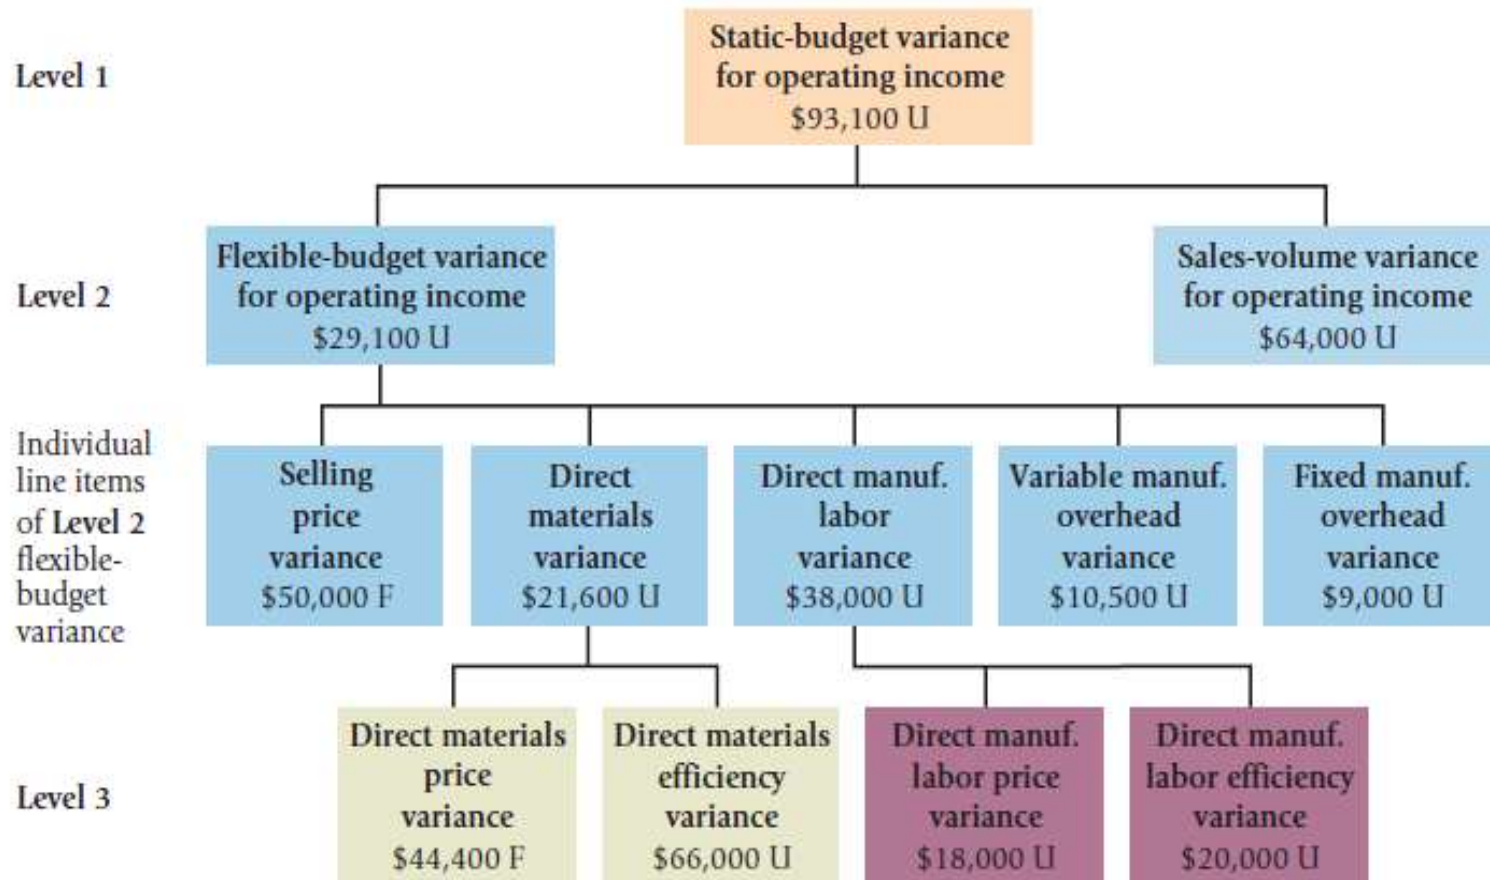 Level 1
Static-budget variance
for operating income
$93,100 U
Level 2
Flexible-budget variance
for operating income
$29,100 U
Sales-volume variance
for operating income
$64,000 U
Individual
line items
of Level 2
flexible-
budget
variance
Selling
price
variance
$50,000 F
Direct
materials
variance
$21,600 U
Direct manuf.
labor
variance
$38,000 U
Variable manuf.
overhead
variance
$10,500 U
Fixed manuf.
overhead
variance
$9,000 U
Level 3
Direct materials
price
variance
$44,400 F
Direct materials
efficiency
variance
$66,000 U
Direct manuf.
labor price
variance
$18,000 U
Direct manuf.
labor efficiency
variance
$20,000 U